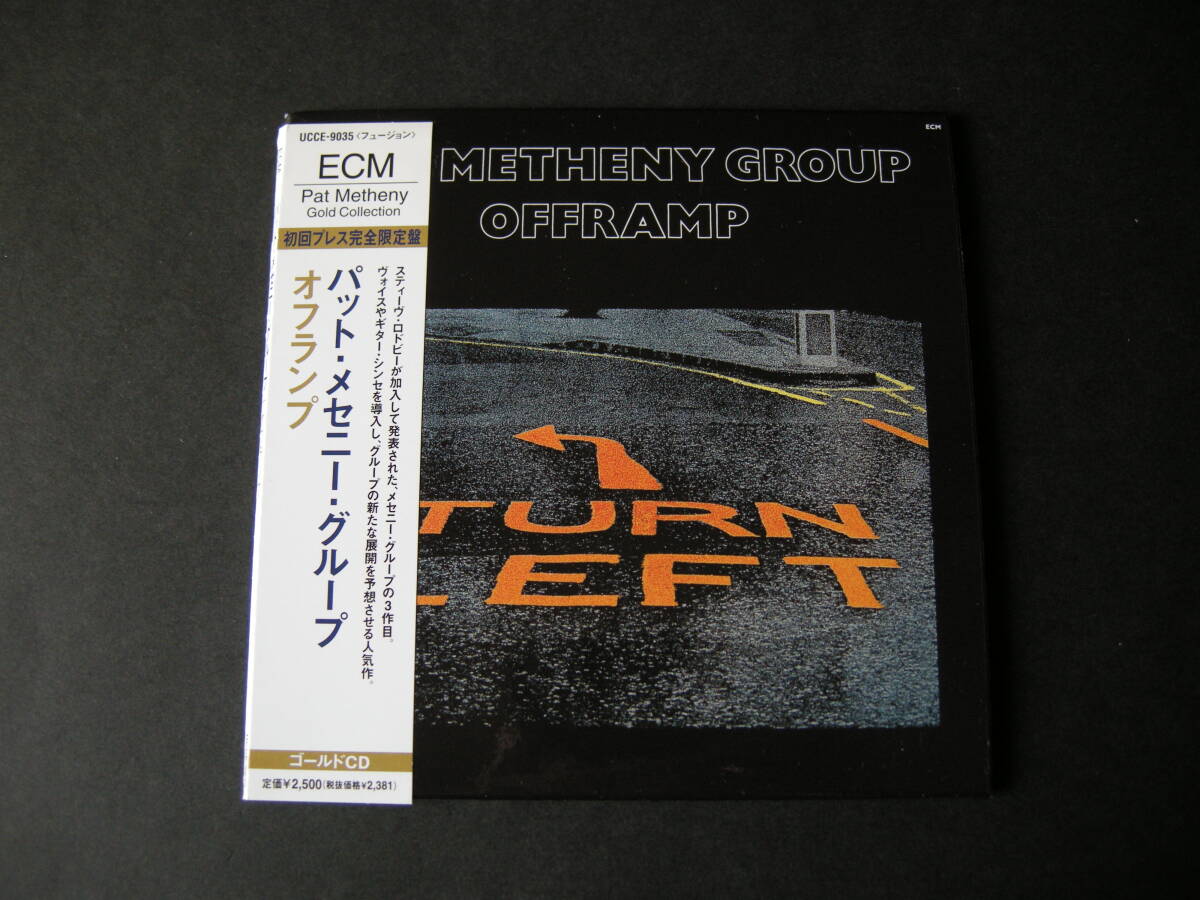 UCCE-9035〈フュージョン〉
ECM
Pat Metheny
Gold Collection
初回プレス完全限定盤
スティーヴ・ロドビーが加入して発表された、メセニー・グループの3作目。
ヴォイスやギター・シンセを導入し、グループの新たな展開を予想させる人気作。
パット・メセニー・グループ
オフランプ
ゴールドCD
定価¥2,500(税抜価格¥2,381)
ECM
METHENY GROUP
OFFRAMP
TURN
LEFT